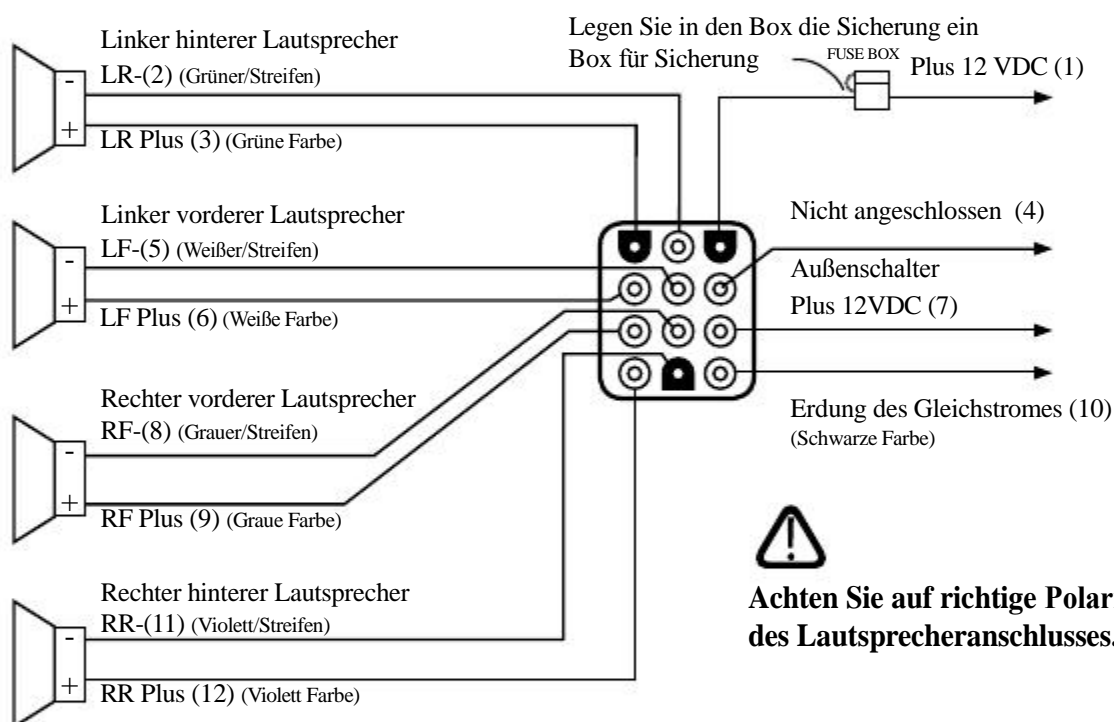 Linker hinterer Lautsprecher
LR-(2) (Grüner/Streifen)
-
+
LR Plus (3) (Grüne Farbe)
Legen Sie in den Box die Sicherung ein
Box für Sicherung
FUSE BOX
Plus 12 VDC (1)
Linker vorderer Lautsprecher
LF-(5) (Weißer/Streifen)
-
+
LF Plus (6) (Weiße Farbe)
Nicht angeschlossen (4)
Außenschalter
Plus 12VDC (7)
Rechter vorderer Lautsprecher
RF-(8) (Grauer/Streifen)
-
+
RF Plus (9) (Graue Farbe)
Erdung des Gleichstromes (10)
(Schwarze Farbe)
Rechter hinterer Lautsprecher
RR-(11) (Violett/Streifen)
-
+
RR Plus (12) (Violett Farbe)
!
Achten Sie auf richtige Polar
des Lautsprecheranschlusses.